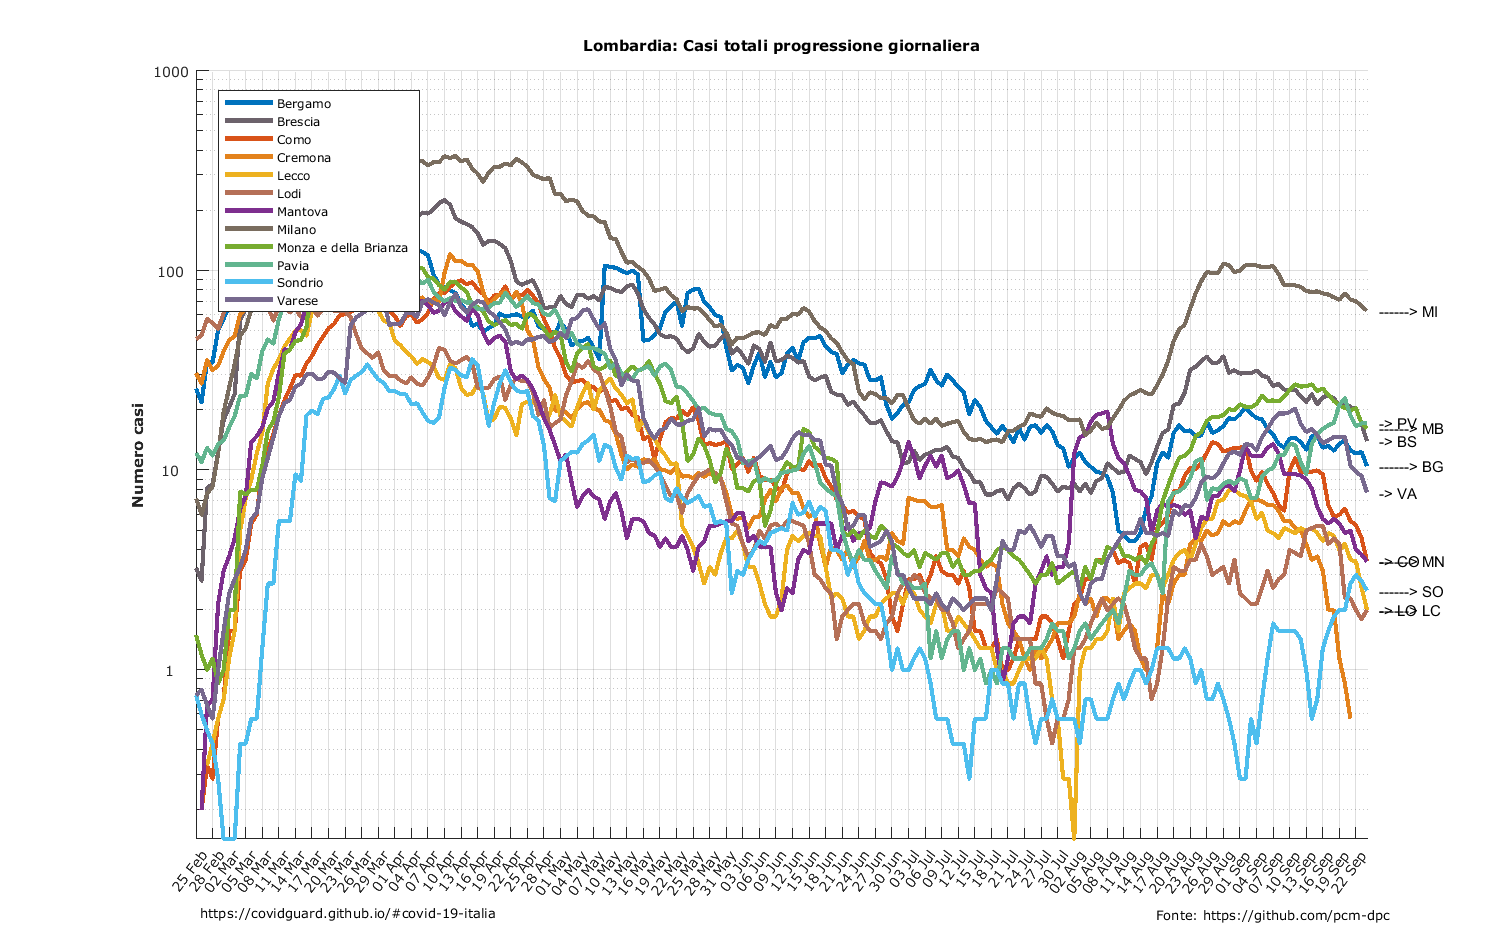 Lombardia: Casi totali progressione giornaliera
1000
100
10
1
Numero casi
Bergamo
Brescia
Como
Cremona
Lecco
Lodi
Mantova
Milano
Monza e della Brianza
Pavia
Sondrio
Varese
------> MI
-> PV
MB
-> BS
------> BG
-> VA
-> CO
MN
------> SO
-> LO
LC
25 Feb
28 Feb
02 Mar
05 Mar
08 Mar
11 Mar
14 Mar
17 Mar
20 Mar
23 Mar
26 Mar
29 Mar
01 Apr
04 Apr
07 Apr
10 Apr
13 Apr
16 Apr
19 Apr
22 Apr
25 Apr
29 Apr
01 May
04 May
07 May
10 May
13 May
16 May
19 May
22 May
25 May
28 May
31 May
03 Jun
06 Jun
09 Jun
12 Jun
15 Jun
18 Jun
21 Jun
24 Jun
27 Jun
30 Jun
03 Jul
06 Jul
09 Jul
12 Jul
15 Jul
18 Jul
21 Jul
24 Jul
27 Jul
30 Jul
02 Aug
05 Aug
08 Aug
11 Aug
14 Aug
17 Aug
20 Aug
23 Aug
26 Aug
29 Aug
01 Sep
04 Sep
07 Sep
10 Sep
13 Sep
16 Sep
19 Sep
22 Sep
https://covidguard.github.io/#covid-19-italia
Fonte: https://github.com/pcm-dpc